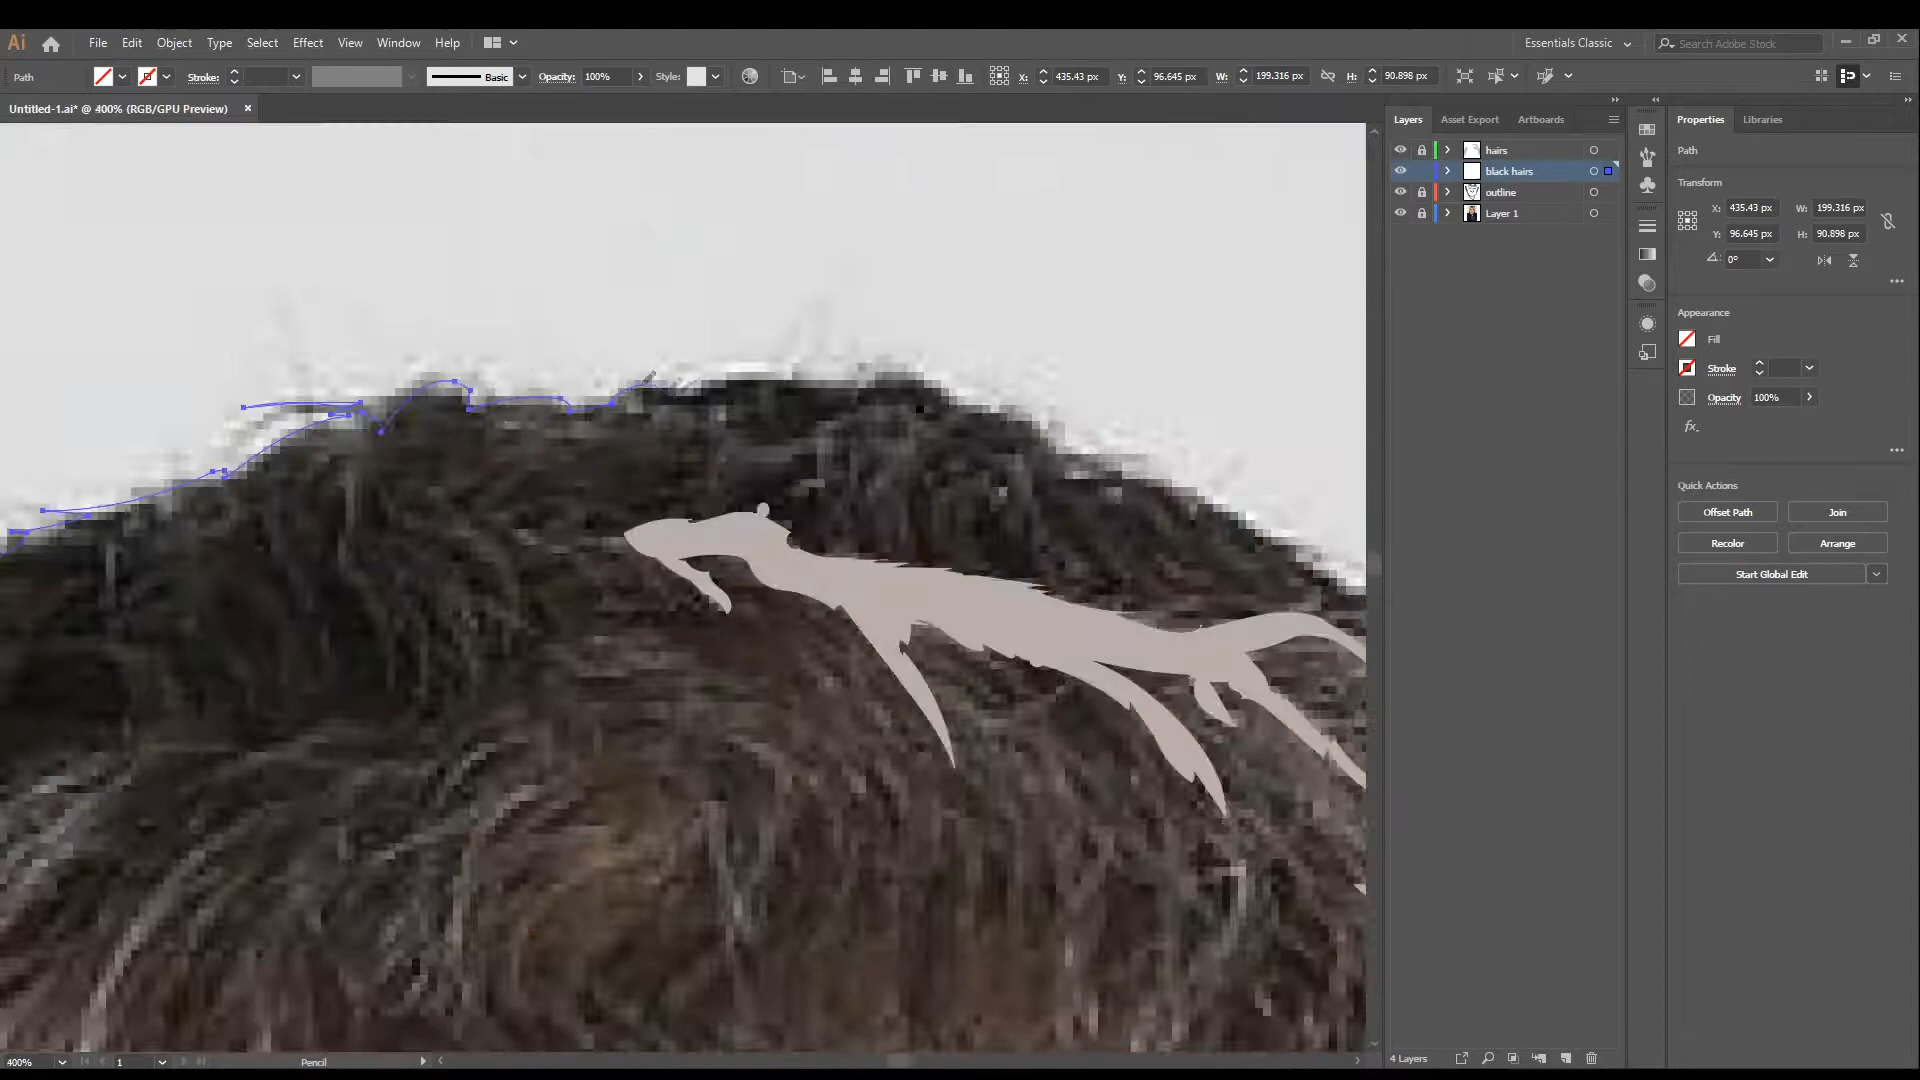 Ai File Edit Object Type Select Effect View Window Help Essentials Classic Search Adobe Stock
Path Stroke: Basic Opacity: 100% Style: X: 435.43 px Y: 96.645 px W: 199.316 px H: 90.898 px
Untitled-1.ai* @ 400% (RGB/GPU Preview)
Layers Asset Export Artboards
hairs
black hairs
outline
Layer 1
Properties Libraries
Path
Transform
X: 435.43 px W: 199.316 px
Y: 96.645 px H: 90.898 px
0°
Appearance
Fill
Stroke
Opacity 100%
fx.
Quick Actions
Offset Path Join
Recolor Arrange
Start Global Edit
400% 1 Pencil
4 Layers